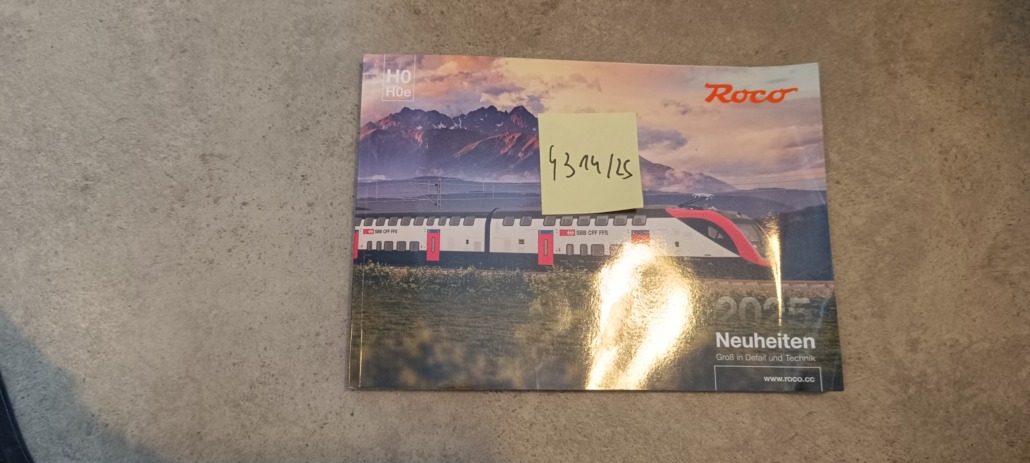 H0
H0e
Roco
4314/25
SBB CFF FFS
SBB CFF FFS
2025
Neuheiten
Groß in Detail und Technik
www.roco.cc